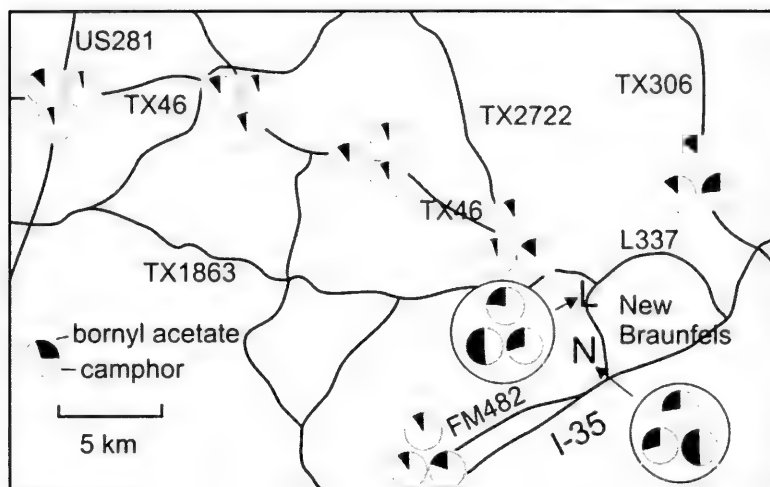 US281
TX46
TX2722
TX306
TX46
L337
TX1863
L
New
Braunfels
bornyl acetate
camphor
N
5 km
FM482
I-35